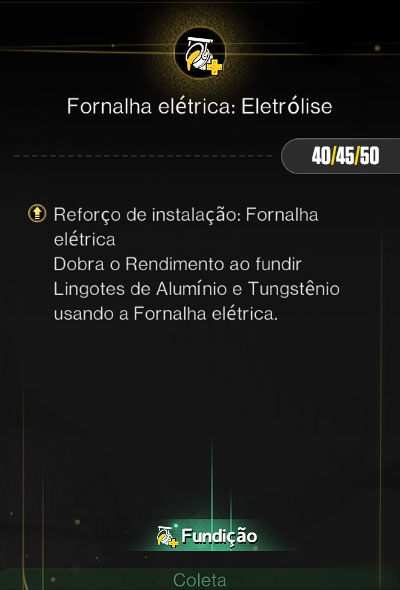 Fornalha elétrica: Eletrólise
40/45/50
Reforço de instalação: Fornalha
elétrica
Dobra o Rendimento ao fundir
Lingotes de Alumínio e Tungstênio
usando a Fornalha elétrica.
Fundição
Coleta